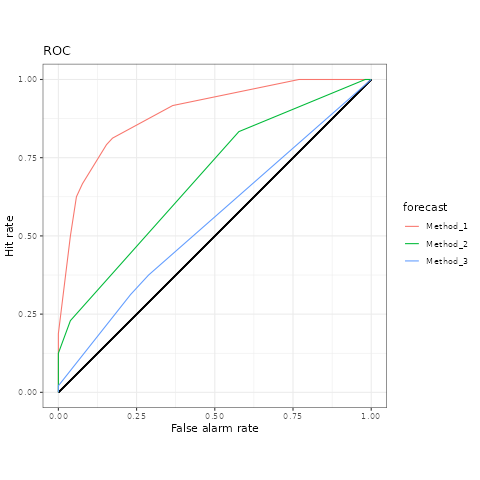 ROC
1.00
0.75
0.50
0.25
0.00
Hit rate
0.00 0.25 0.50 0.75 1.00
False alarm rate
forecast
Method_1
Method_2
Method_3